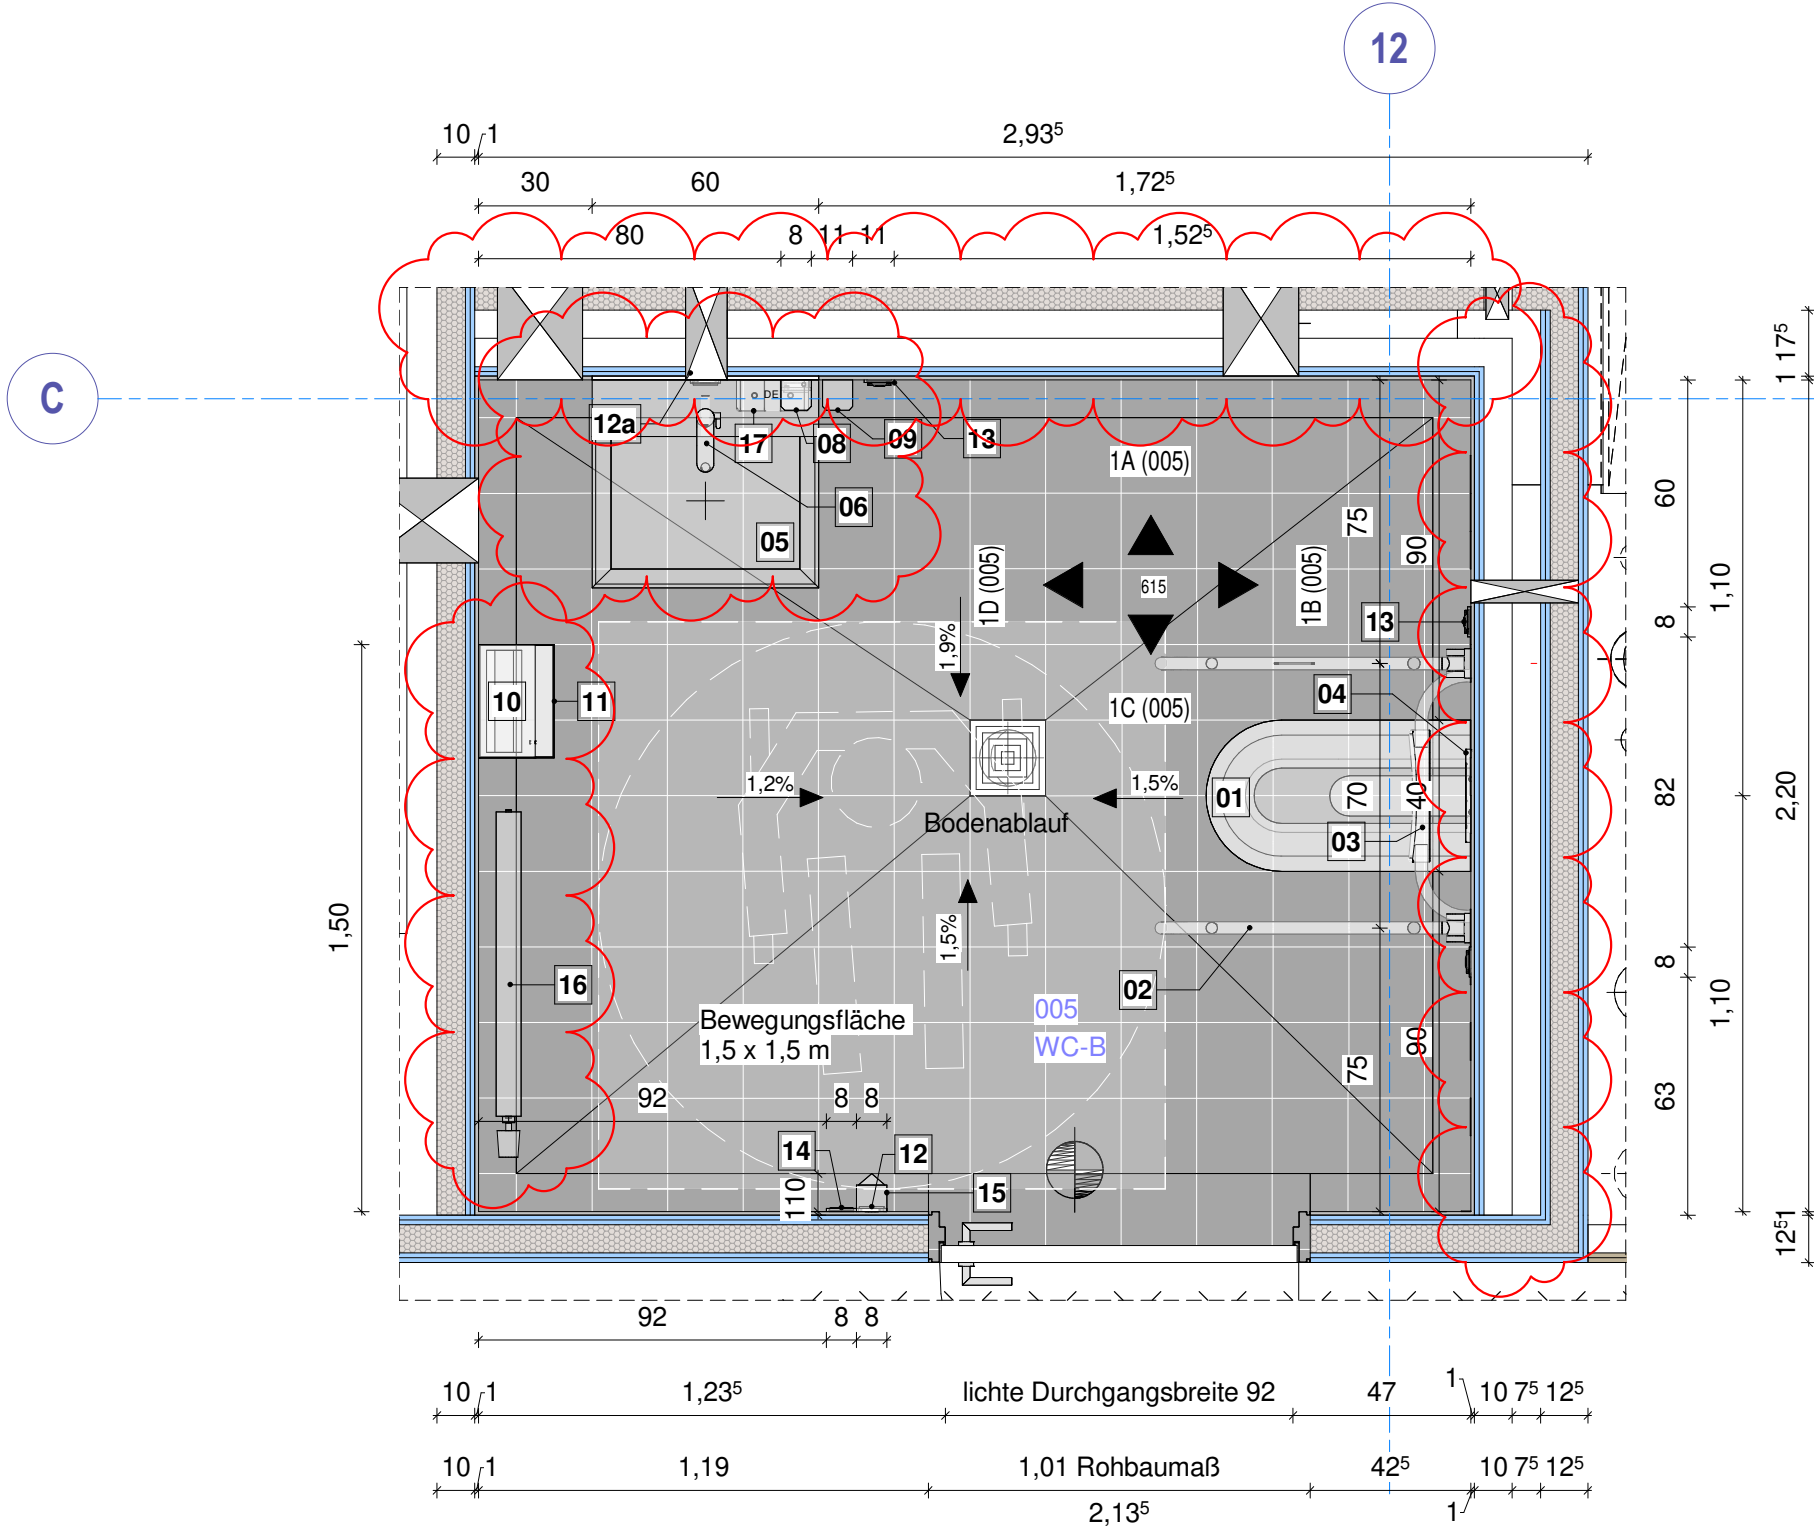 12
10 1 2,93⁵
30 60 1,72⁵
80 8 11 11 1,52⁵
1 17⁵
C
12a 17 DE 08 09 13
1A (005)
06
05
60
75
90
1D (005)
615
1B (005)
1,10
13
8
1,9%
10 11
04
1C (005)
1,2%
1,5%
01
70
40
82
2,20
Bodenablauf
03
1,50
1,5%
16
02
8
1,10
Bewegungsfläche
1,5 x 1,5 m
005
WC-B
90
75
63
92 8 8
14 12
110
15
12⁵ 1
92 8 8
10 1 1,23⁵ lichte Durchgangsbreite 92 47 1 10 7⁵ 12⁵
10 1 1,19 1,01 Rohbaumaß 42⁵ 10 7⁵ 12⁵
2,13⁵ 1